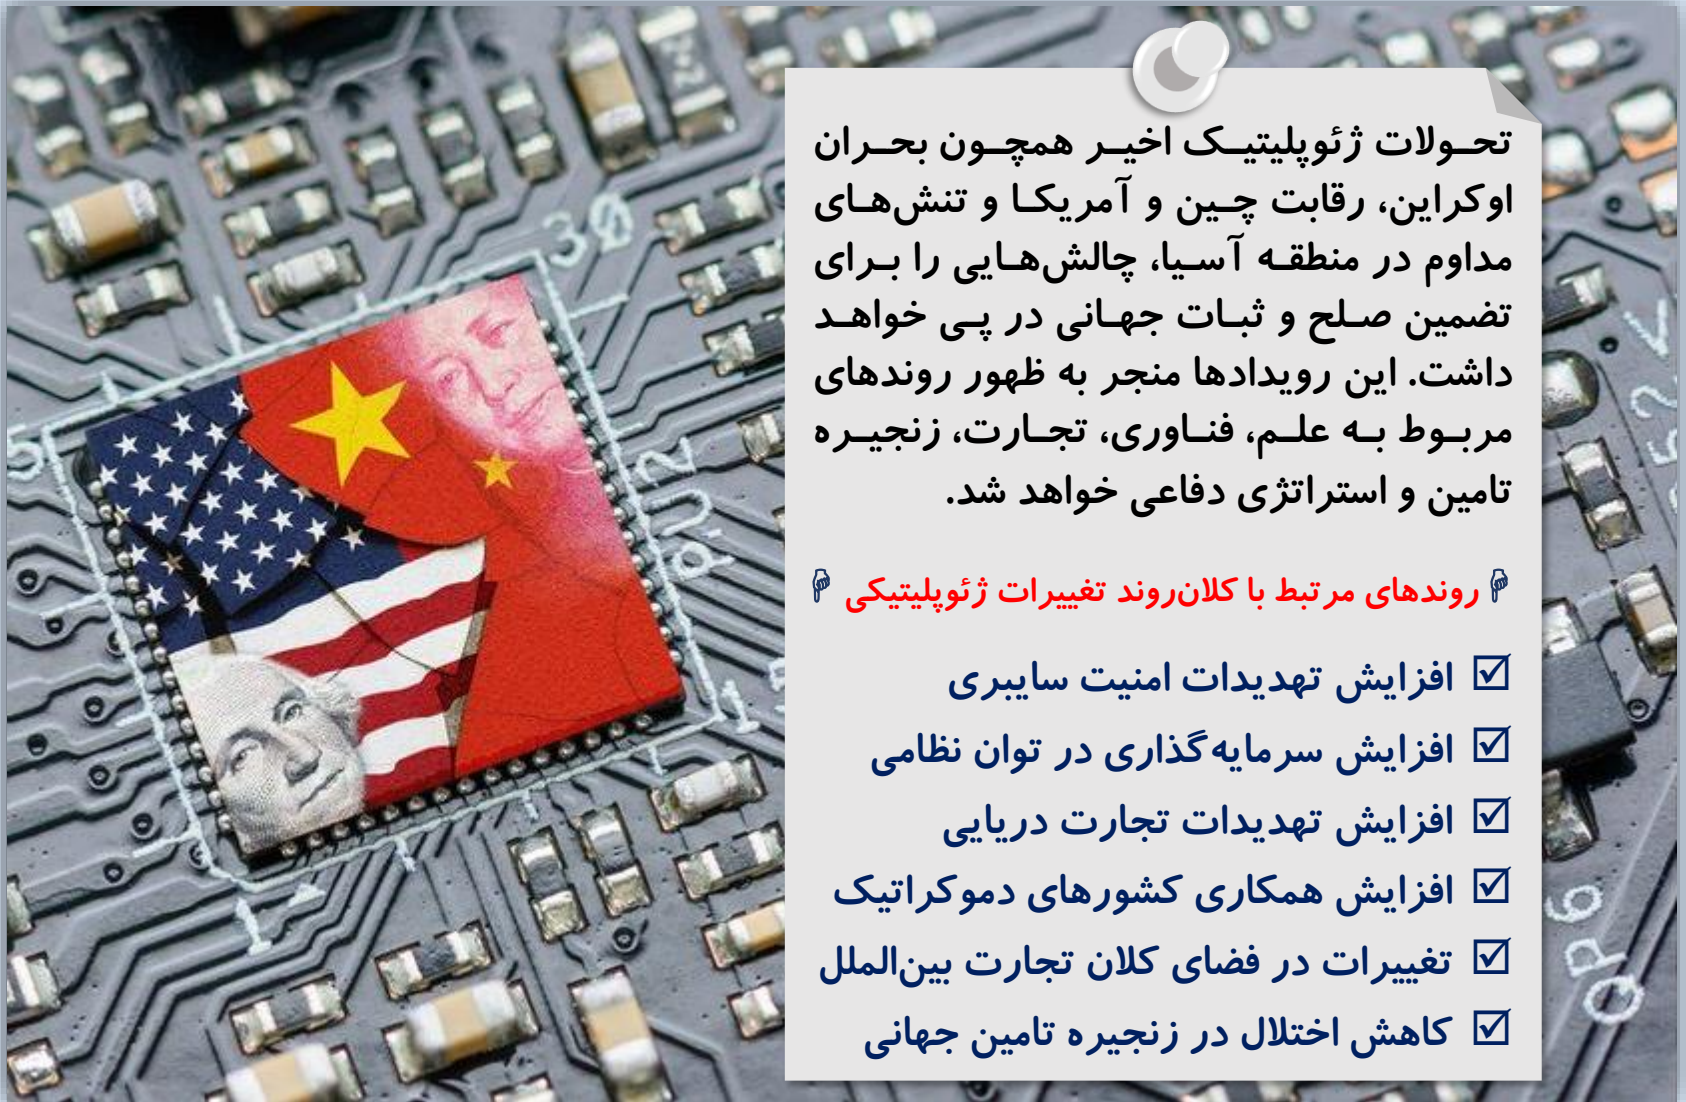 تحولات ژئوپلیتیک اخیر همچون بحران
اوکراین، رقابت چین و آمریکا و تنش‌های
مداوم در منطقه آسیا، چالش‌هایی را برای
تضمین صلح و ثبات جهانی در پی خواهد
داشت. این رویدادها منجر به ظهور روندهای
مربوط به علم، فناوری، تجارت، زنجیره
تامین و استراتژی دفاعی خواهد شد.
روندهای مرتبط با کلان‌روند تغییرات ژئوپلیتیکی
افزایش تهدیدات امنیت سایبری
افزایش سرمایه‌گذاری در توان نظامی
افزایش تهدیدات تجارت دریایی
افزایش همکاری کشورهای دموکراتیک
تغییرات در فضای کلان تجارت بین‌الملل
کاهش اختلال در زنجیره تامین جهانی
30
PU2
1
QP6